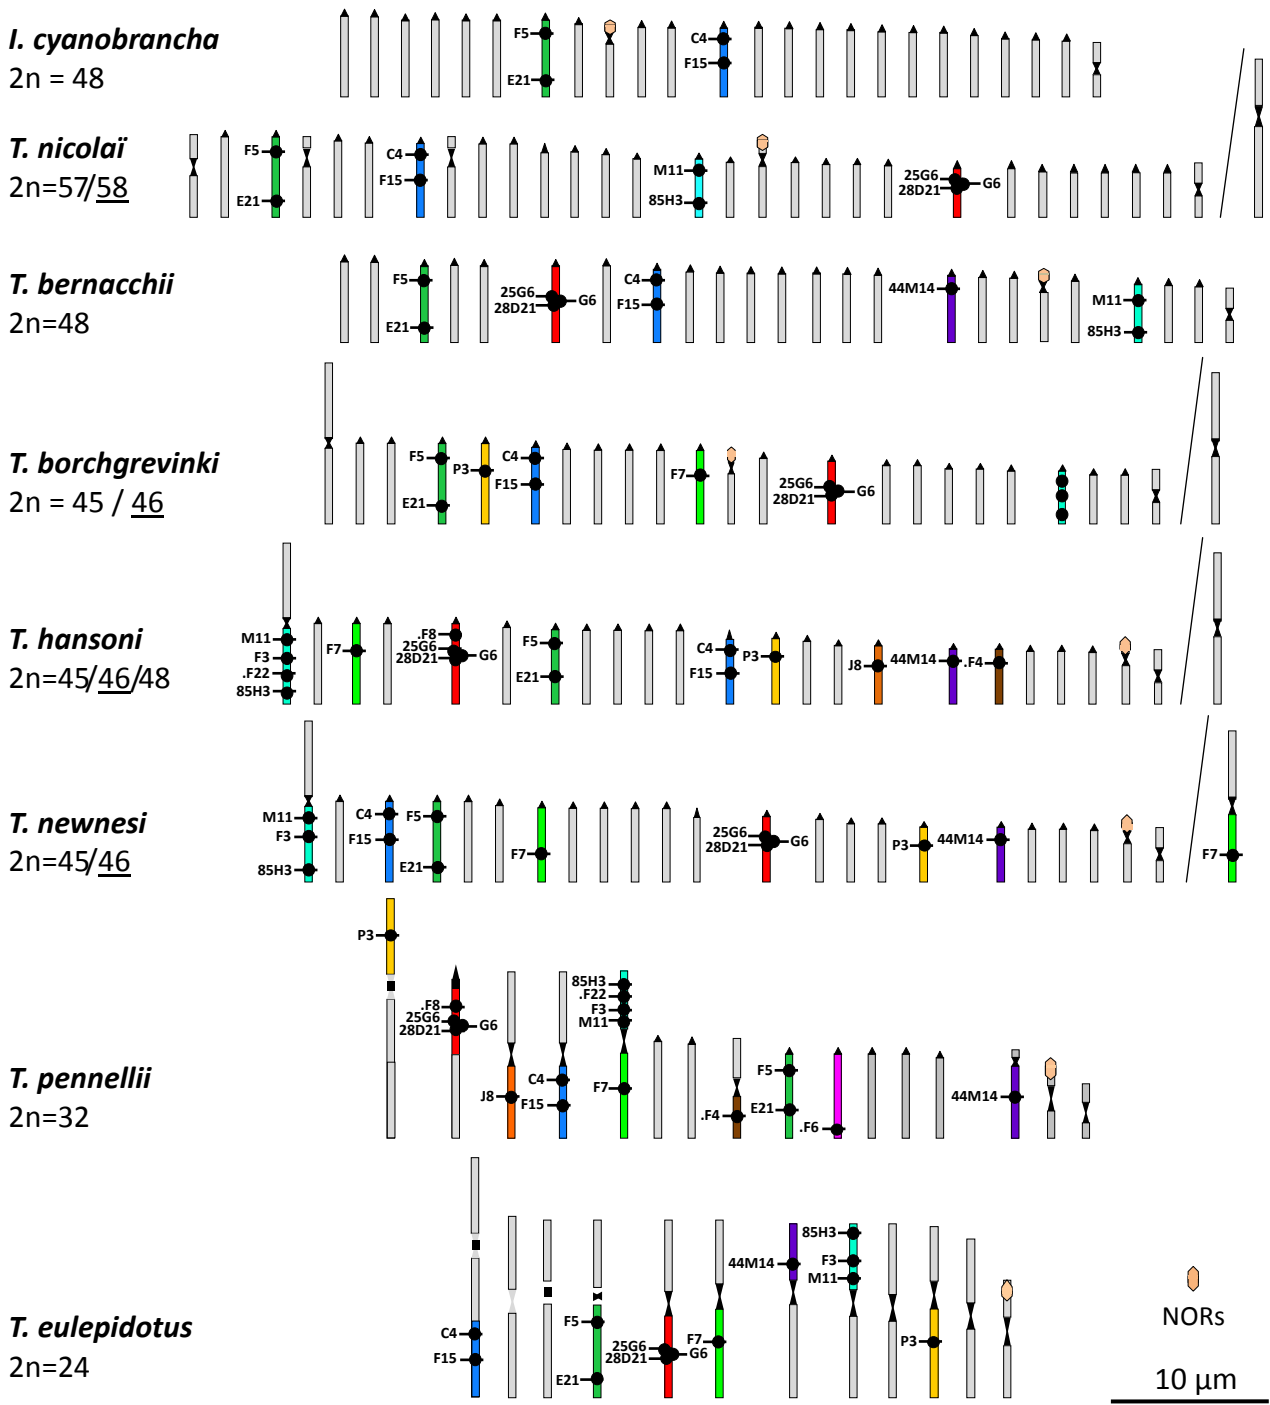 I. cyanobrancha
2n = 48
F5
E21
C4
F15
T. nicolaï
2n=57/58
F5
E21
C4
F15
M11
85H3
25G6
28D21
G6
T. bernacchii
2n=48
F5
E21
25G6
28D21
G6
C4
F15
44M14
M11
85H3
T. borchgrevinki
2n = 45 / 46
F5
E21
P3
C4
F15
F7
25G6
28D21
G6
T. hansoni
2n=45/46/48
M11
F3
.F22
85H3
F7
.F8
25G6
28D21
G6
F5
E21
C4
F15
P3
J8
44M14
.F4
T. newnesi
2n=45/46
M11
F3
85H3
C4
F15
F5
E21
F7
25G6
28D21
G6
P3
44M14
F7
T. pennellii
2n=32
P3
.F8
25G6
28D21
G6
J8
C4
F15
85H3
.F22
F3
M11
F7
.F4
F5
E21
.F6
44M14
T. eulepidotus
2n=24
C4
F15
F5
E21
25G6
28D21
G6
F7
44M14
85H3
F3
M11
P3
NORs
10 µm